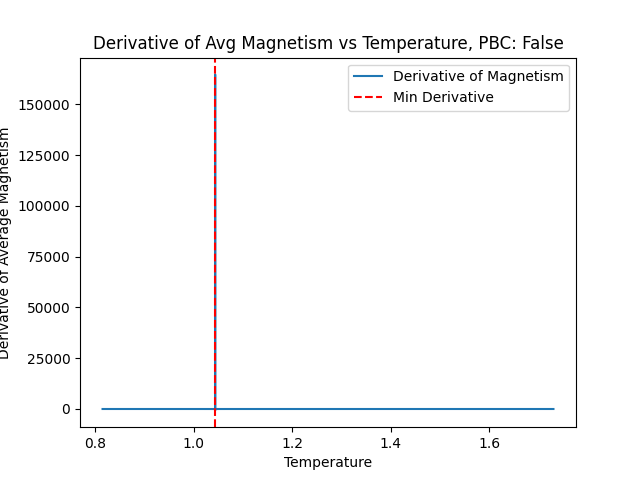 Derivative of Avg Magnetism vs Temperature, PBC: False
Derivative of Magnetism
Min Derivative
Derivative of Average Magnetism
150000
125000
100000
75000
50000
25000
0
0.8
1.0
1.2
1.4
1.6
Temperature